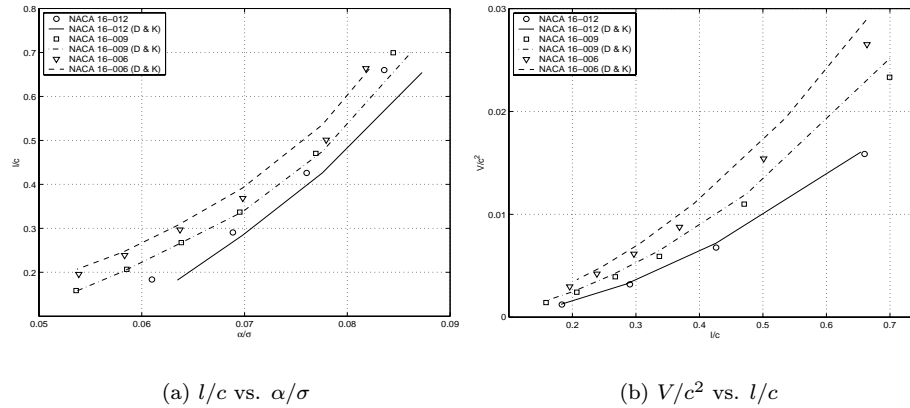 NACA 16−012
NACA 16−012 (D & K)
NACA 16−009
NACA 16−009 (D & K)
NACA 16−006
NACA 16−006 (D & K)
0.8
0.7
0.6
0.5
0.4
0.3
0.2
0.1
l/c
0.05
0.06
0.07
0.08
0.09
α/σ
(a) l/c vs. α/σ
NACA 16−012
NACA 16−012 (D & K)
NACA 16−009
NACA 16−009 (D & K)
NACA 16−006
NACA 16−006 (D & K)
0.03
0.02
0.01
0
V/c²
0.2
0.3
0.4
0.5
0.6
0.7
l/c
(b) V/c² vs. l/c